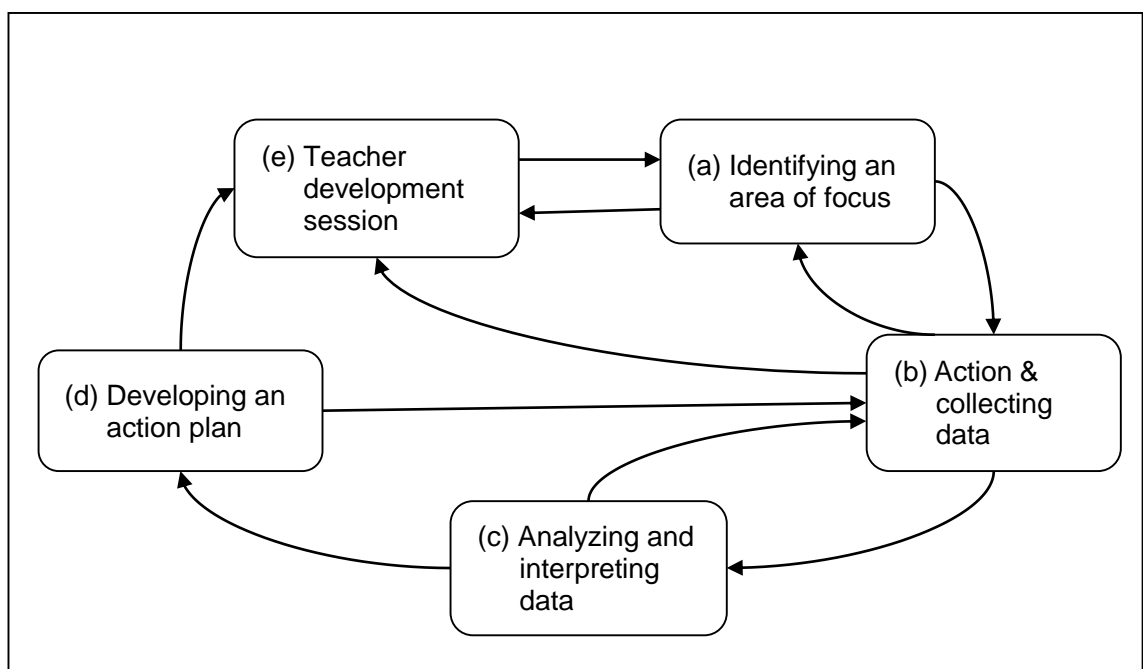 (e) Teacher
development
session
(a) Identifying an
area of focus
(d) Developing an
action plan
(b) Action &
collecting
data
(c) Analyzing and
interpreting
data